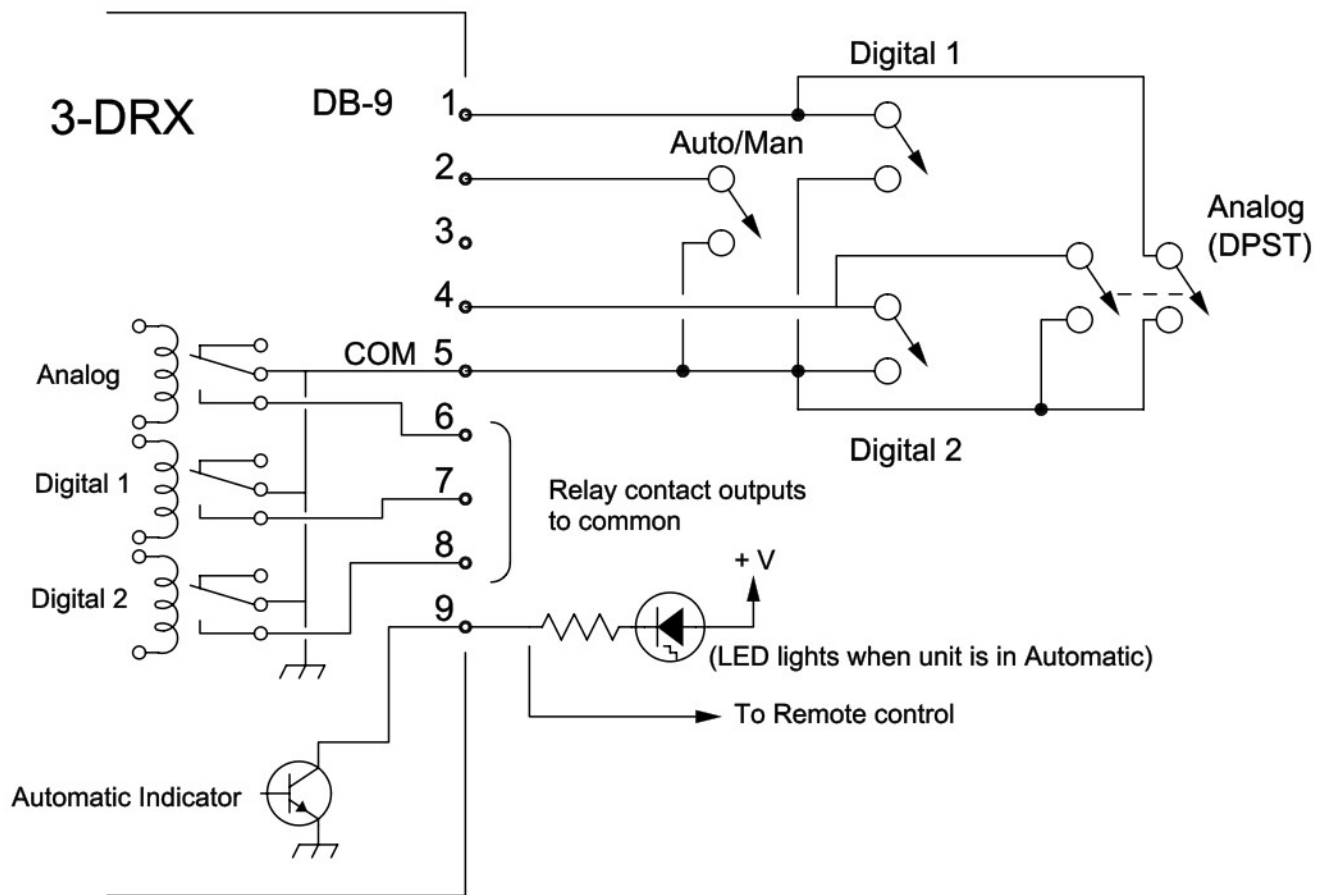 3-DRX
DB-9
1
2
3
4
COM 5
6
7
8
9
Digital 1
Auto/Man
Analog
(DPST)
Digital 2
Analog
Digital 1
Digital 2
Relay contact outputs
to common
+ V
(LED lights when unit is in Automatic)
To Remote control
Automatic Indicator